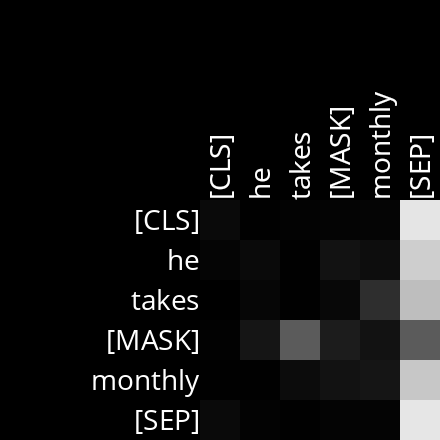 [CLS]
he
takes
[MASK]
monthly
[SEP]
[CLS]
he
takes
[MASK]
monthly
[SEP]